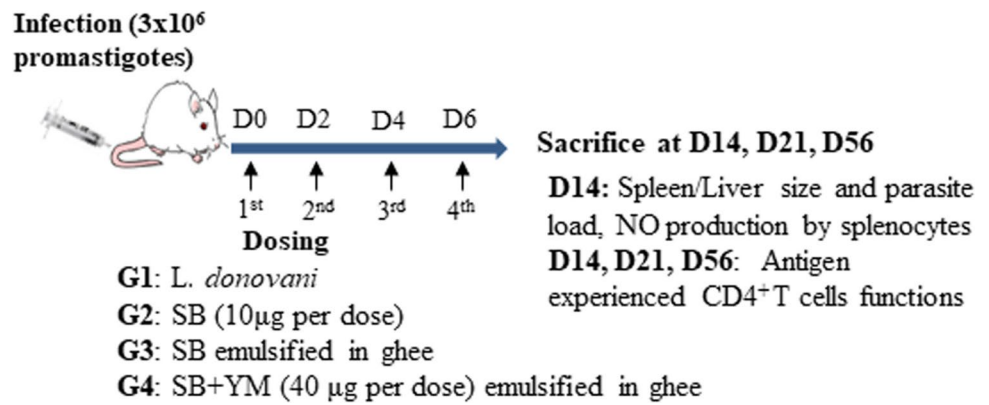 Infection (3x10⁶
promastigotes)
D0 D2 D4 D6
1ˢᵗ 2ⁿᵈ 3ʳᵈ 4ᵗʰ
Dosing
Sacrifice at D14, D21, D56
D14: Spleen/Liver size and parasite
load, NO production by splenocytes
D14, D21, D56: Antigen
experienced CD4⁺T cells functions
G1: L. donovani
G2: SB (10µg per dose)
G3: SB emulsified in ghee
G4: SB+YM (40 µg per dose) emulsified in ghee